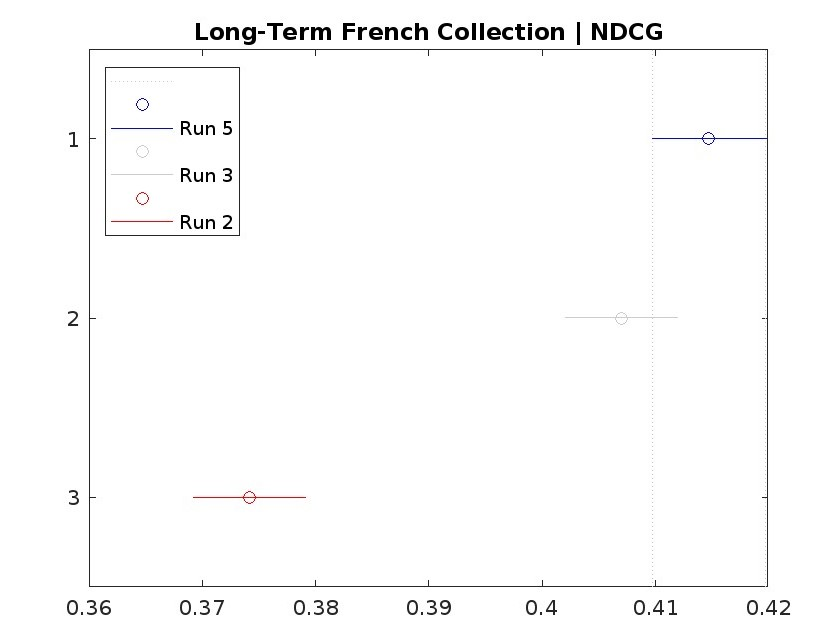 Long-Term French Collection | NDCG
Run 5
Run 3
Run 2
1
2
3
0.36 0.37 0.38 0.39 0.4 0.41 0.42